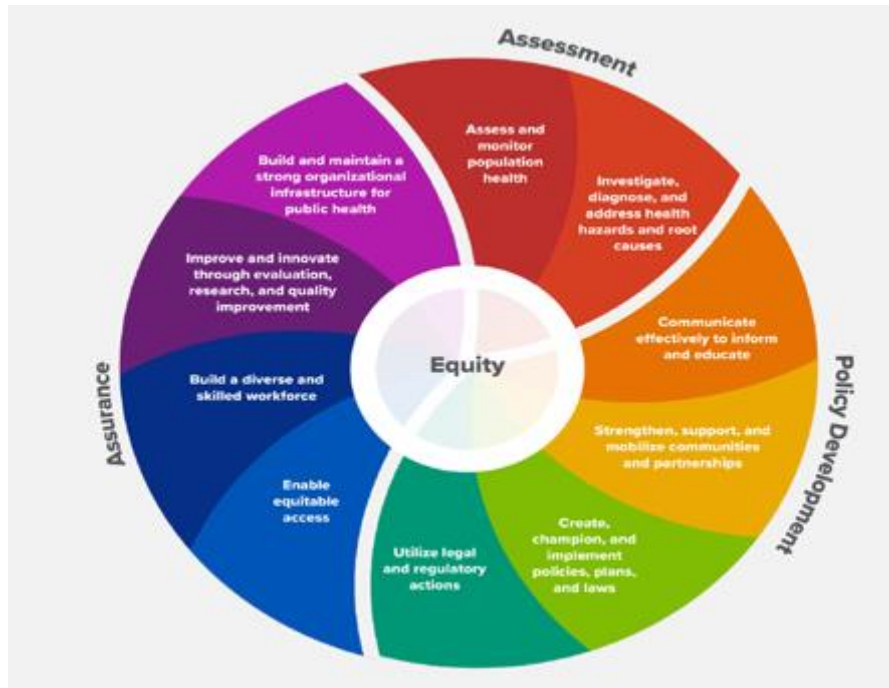 Assessment
Assess and
monitor
population
health
Investigate,
diagnose, and
address health
hazards and root
causes
Communicate
effectively to inform
and educate
Policy Development
Strengthen, support, and
mobilize communities
and partnerships
Create,
champion, and
implement
policies, plans,
and laws
Utilize legal
and regulatory
actions
Enable
equitable
access
Assurance
Build a diverse and
skilled workforce
Improve and innovate
through evaluation,
research, and quality
improvement
Build and maintain a
strong organizational
infrastructure for
public health
Equity